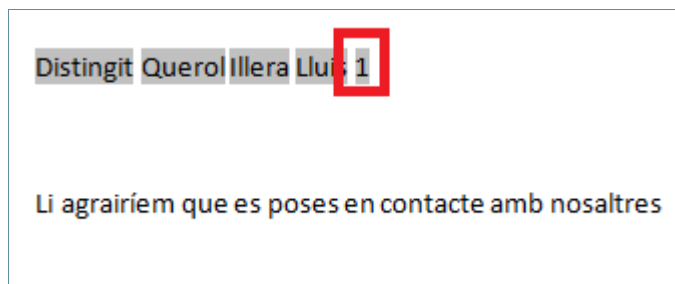 Distingit Querol Illera Lluis 1
Li agrairíem que es poses en contacte amb nosaltres